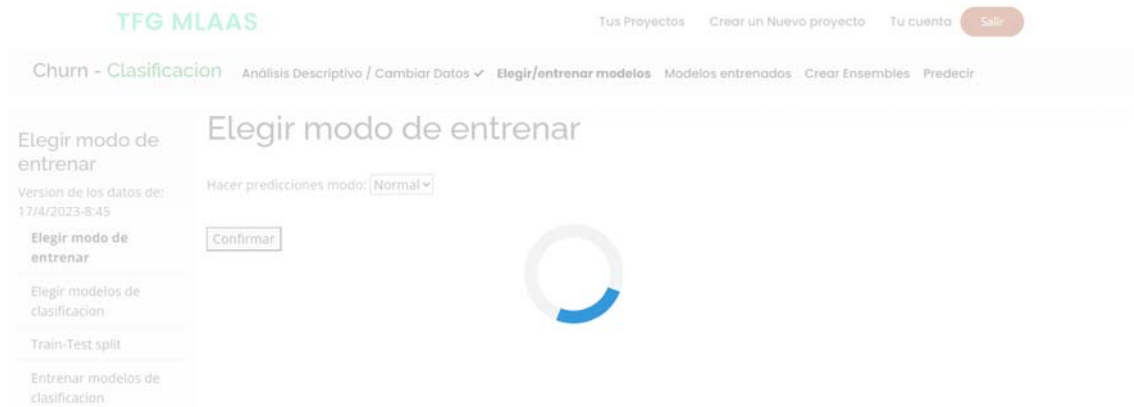 TFG MLAAS
Tus Proyectos Crear un Nuevo proyecto Tu cuenta Salir
Churn - Clasificacion Análisis Descriptivo / Cambiar Datos ✔ Elegir/entrenar modelos Modelos entrenados Crear Ensembles Predecir
Elegir modo de
entrenar
Version de los datos de:
17/4/2023-8:45
Elegir modo de
entrenar
Elegir modelos de
clasificacion
Train-Test split
Entrenar modelos de
clasificacion
Elegir modo de entrenar
Hacer predicciones modo: Normal
Confirmar